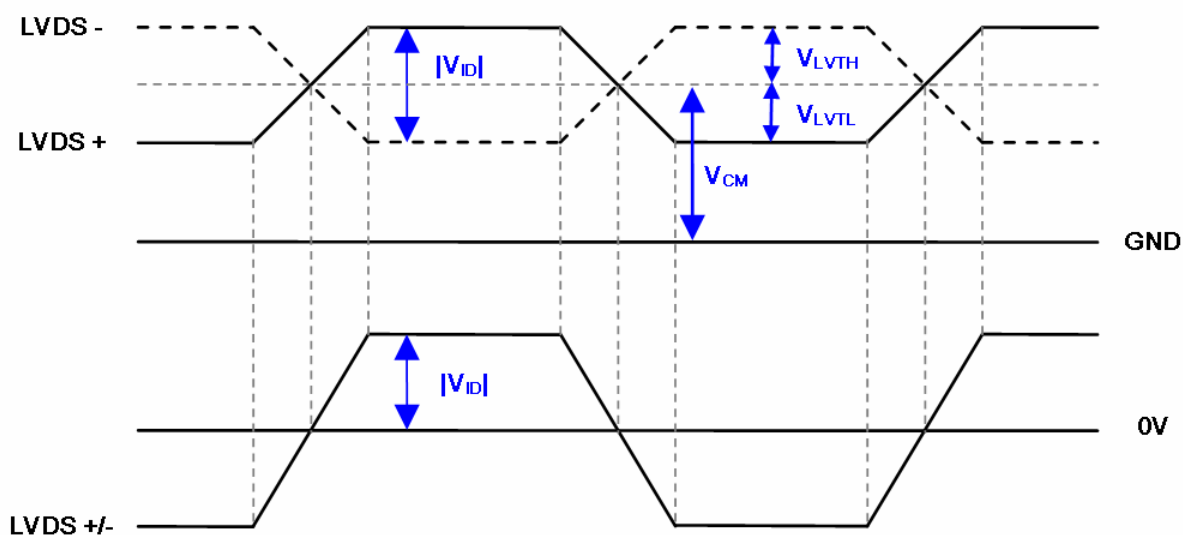 LVDS -
|VID|
VLVTH
VLVTL
LVDS +
VCM
GND
|VID|
0V
LVDS +/-